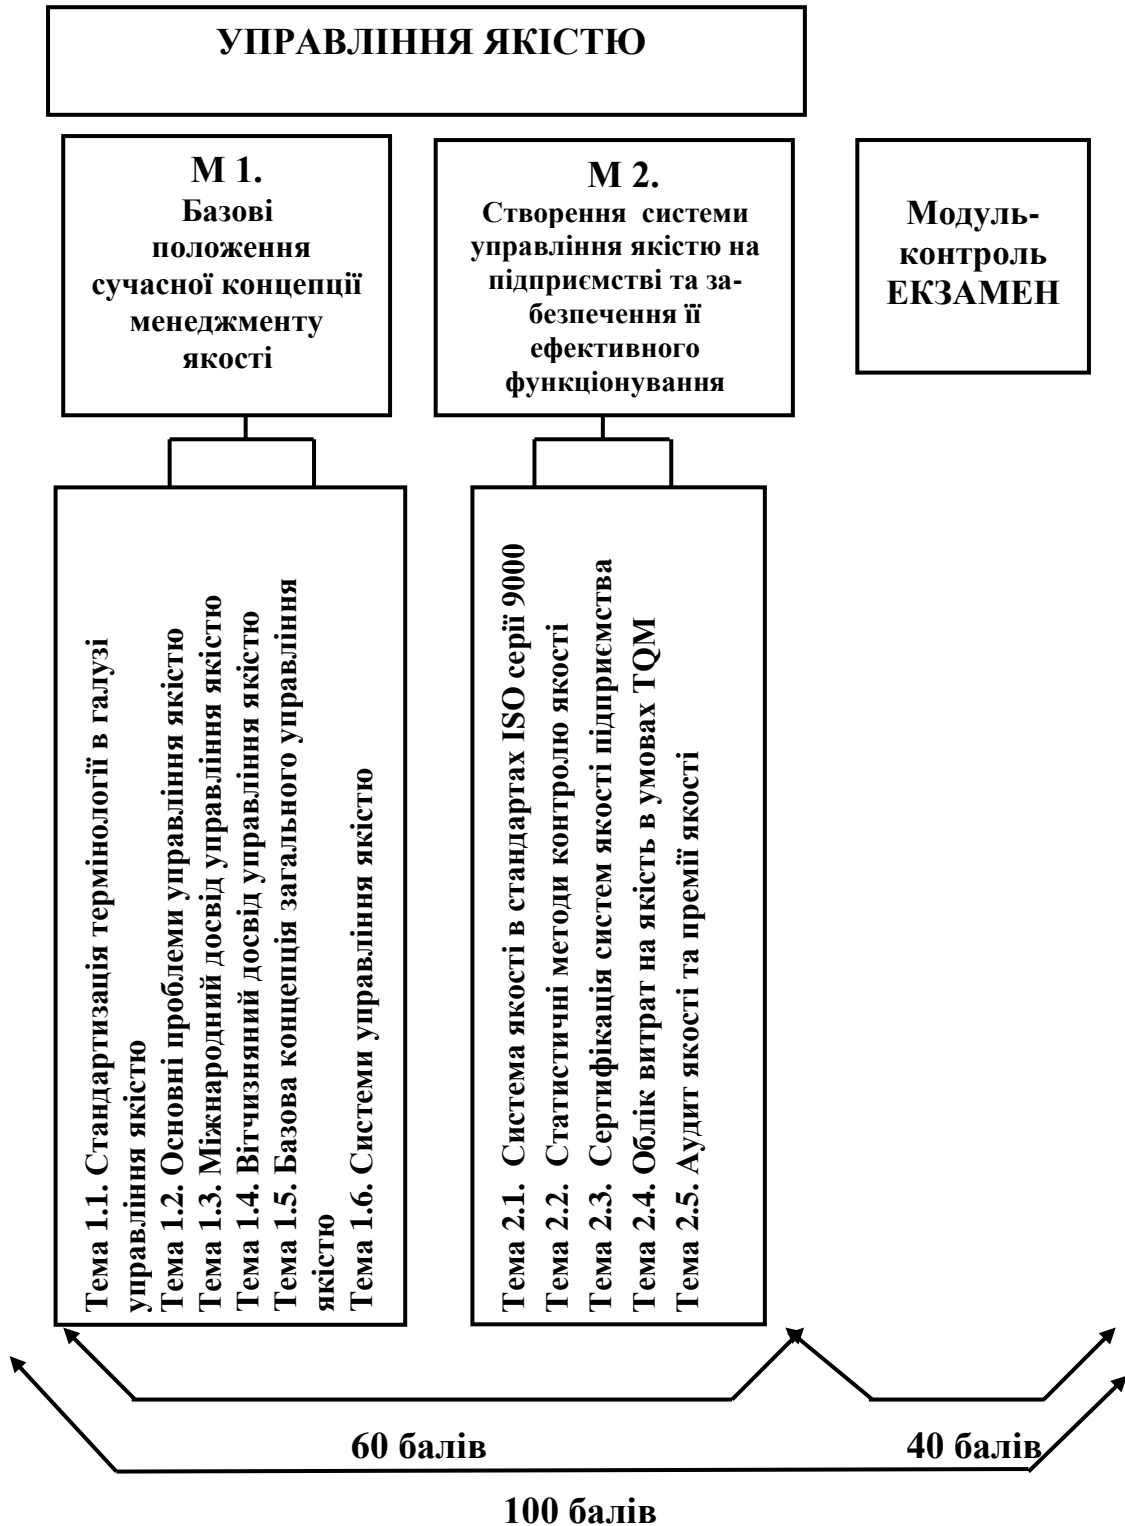 УПРАВЛІННЯ ЯКІСТЮ
М 1.
Базові
положення
сучасної концепції
менеджменту
якості
М 2.
Створення системи
управління якістю на
підприємстві та за-
безпечення її
ефективного
функціонування
Модуль-
контроль
ЕКЗАМЕН
Тема 1.1. Стандартизація термінології в галузі
управління якістю
Тема 1.2. Основні проблеми управління якістю
Тема 1.3. Міжнародний досвід управління якістю
Тема 1.4. Вітчизняний досвід управління якістю
Тема 1.5. Базова концепція загального управління
якістю
Тема 1.6. Системи управління якістю
Тема 2.1. Система якості в стандартах ISO серії 9000
Тема 2.2. Статистичні методи контролю якості
Тема 2.3. Сертифікація систем якості підприємства
Тема 2.4. Облік витрат на якість в умовах TQM
Тема 2.5. Аудит якості та премії якості
60 балів
40 балів
100 балів